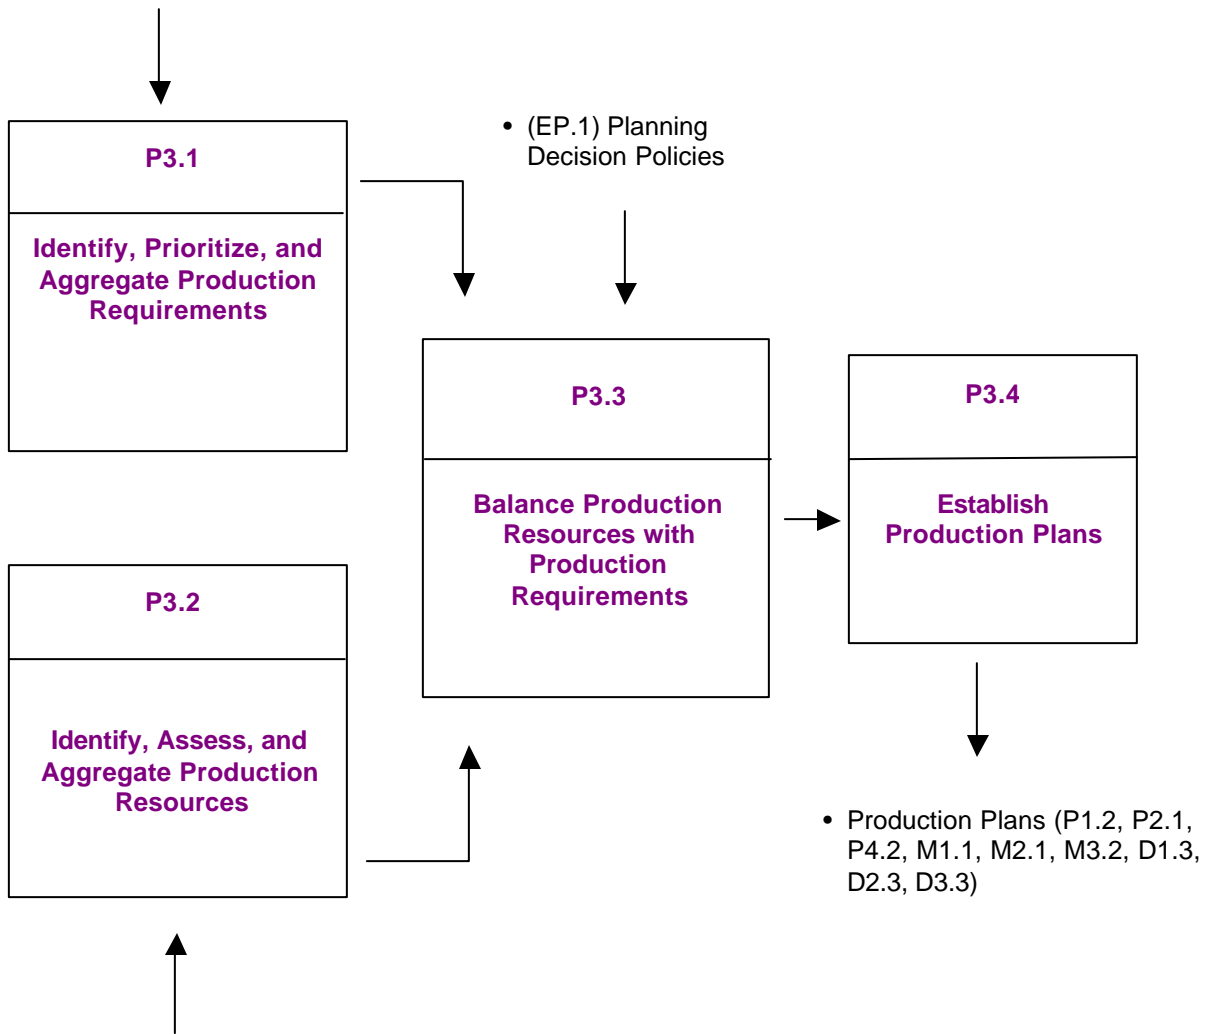 P3.1
Identify, Prioritize, and
Aggregate Production
Requirements
• (EP.1) Planning
Decision Policies
P3.2
Identify, Assess, and
Aggregate Production
Resources
P3.3
Balance Production
Resources with
Production
Requirements
P3.4
Establish
Production Plans
• Production Plans (P1.2, P2.1,
P4.2, M1.1, M2.1, M3.2, D1.3,
D2.3, D3.3)